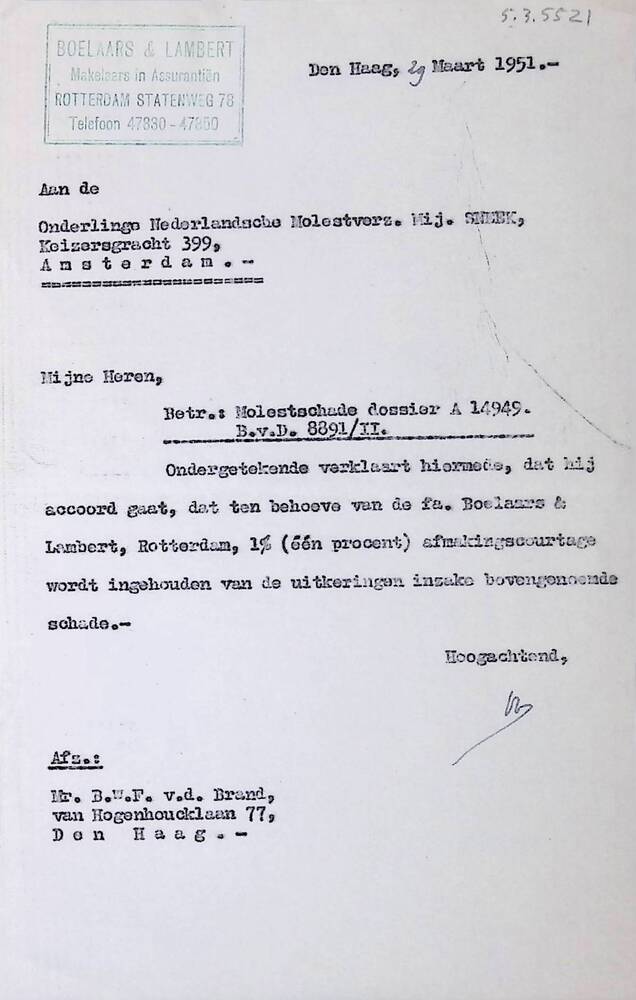 5.3.5521
BOELAARS & LAMBERT
Makelaars in Assurantiën
ROTTERDAM STATENWEG 78
Telefoon 47830 - 47850
Den Haag, 29 Maart 1951.-
Aan de
Onderlinge Nederlandsche Molestverz. Mij. SNEEK,
Keizersgracht 399,
Amsterdam.-
Mijne Heren,
Betr.: Molestschade dossier A 14949.
B.v.D. 8891/II.
Ondergetekende verklaart hiermede, dat hij
accoord gaat, dat ten behoeve van de fa. Boelaars &
Lambert, Rotterdam, 1% (één procent) afmakingscourtage
wordt ingehouden van de uitkeringen inzake bovengenoemde
schade.-
Hoogachtend,
Afz.:
Mr. B.W.F. v.d. Brand,
van Hogenhoucklaan 77,
Den Haag.-